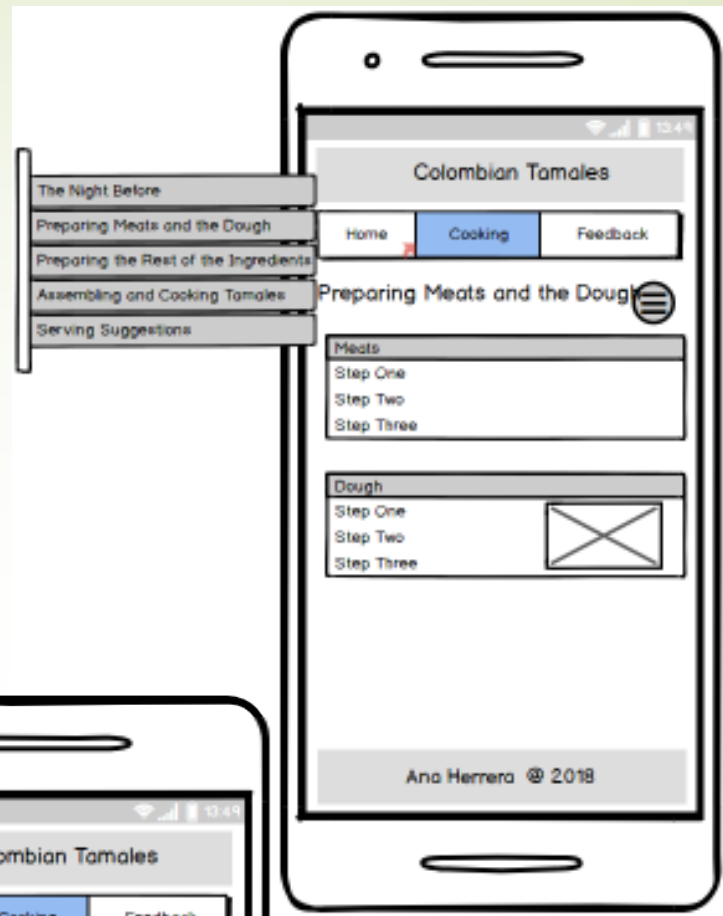 13:49
Colombian Tamales
The Night Before
Preparing Meats and the Dough
Preparing the Rest of the Ingredients
Assembling and Cooking Tamales
Serving Suggestions
Home Cooking Feedback
Preparing Meats and the Dough
Meats
Step One
Step Two
Step Three
Dough
Step One
Step Two
Step Three
Ana Herrera @ 2018
13:49
ombian Tamales
Cooking Feedback